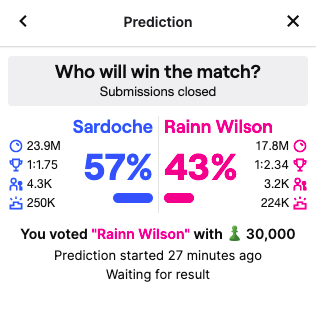 Prediction
Who will win the match?
Submissions closed
Sardoche
57%
23.9M
1:1.75
4.3K
250K
Rainn Wilson
43%
17.8M
1:2.34
3.2K
224K
You voted "Rainn Wilson" with 30,000
Prediction started 27 minutes ago
Waiting for result